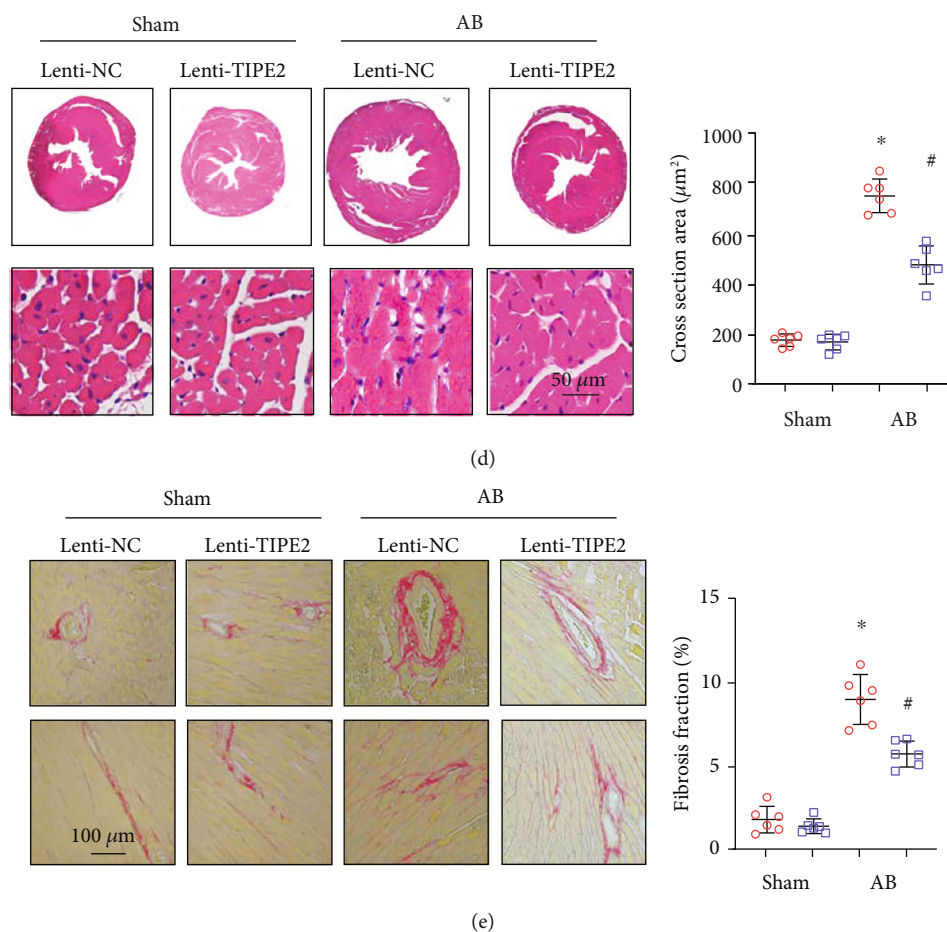 Sham AB
Lenti-NC Lenti-TIPE2 Lenti-NC Lenti-TIPE2
50 μm
Cross section area (μm²)
1000
800
600
400
200
0
*
#
Sham AB
(d)
Sham AB
Lenti-NC Lenti-TIPE2 Lenti-NC Lenti-TIPE2
100 μm
Fibrosis fraction (%)
15
10
5
0
*
#
Sham AB
(e)